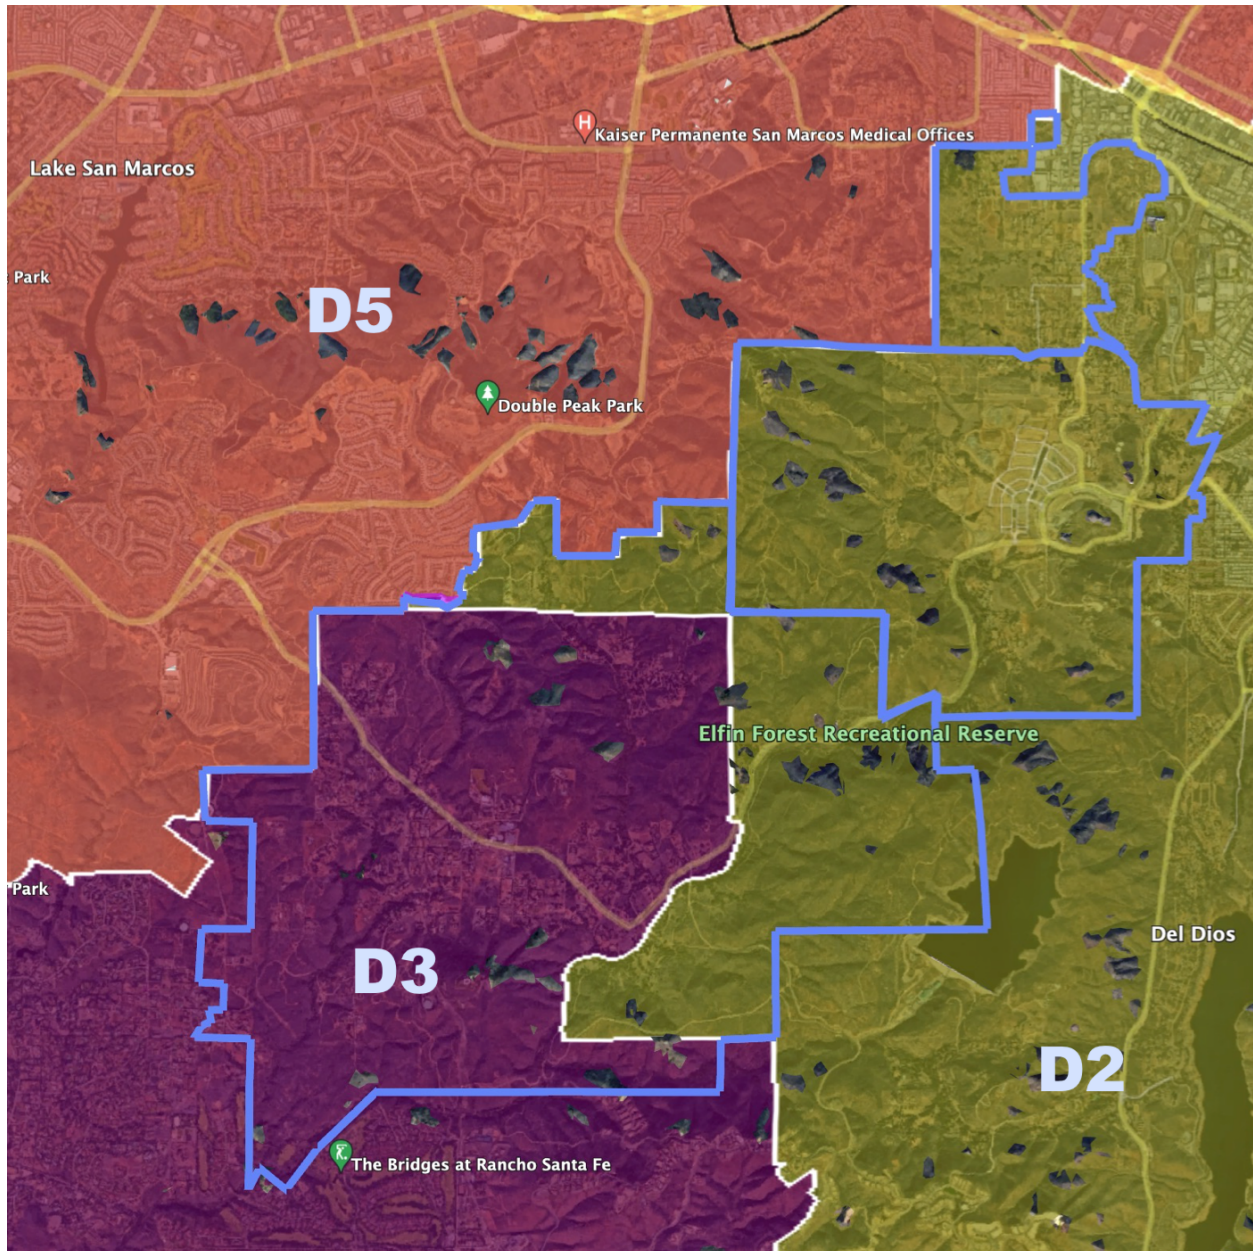 Kaiser Permanente San Marcos Medical Offices
Lake San Marcos
Park
D5
Double Peak Park
Elfin Forest Recreational Reserve
Park
Del Dios
D3
D2
The Bridges at Rancho Santa Fe